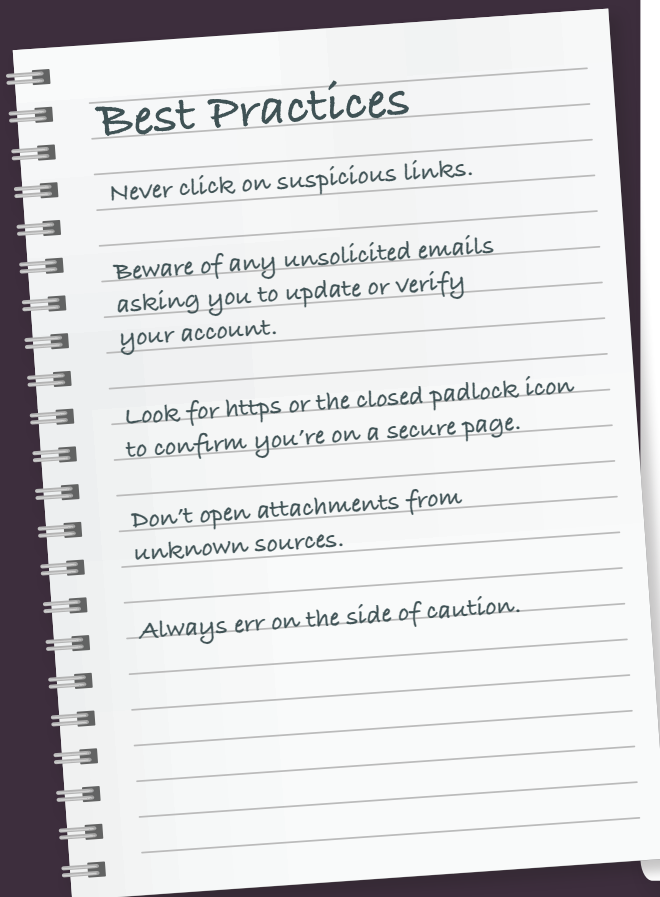 Best Practices
Never click on suspicious links.
Beware of any unsolicited emails
asking you to update or verify
your account.
Look for https or the closed padlock icon
to confirm you're on a secure page.
Don't open attachments from
unknown sources.
Always err on the side of caution.